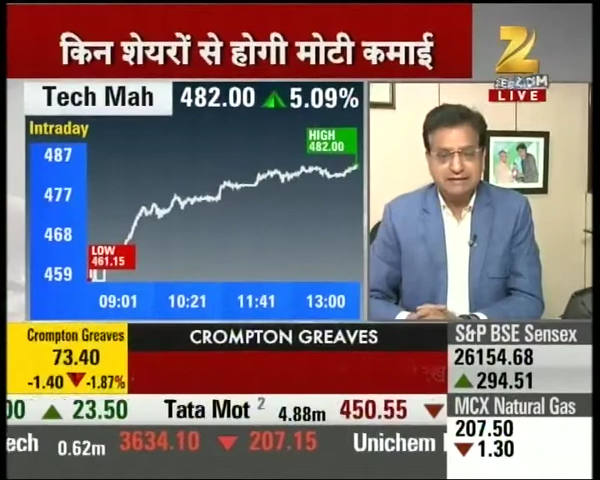 किन शेयरों से होगी मोटी कमाई
LIVE
Tech Mah 482.00 5.09%
Intraday
487
477
468
459
HIGH
482.00
LOW
461.15
09:01 10:21 11:41 13:00
Crompton Greaves
73.40
-1.40 -1.87%
CROMPTON GREAVES
S&P BSE Sensex
26154.68
294.51
MCX Natural Gas
207.50
1.30
00 23.50 Tata Mot 2 4.88m 450.55
ech 0.62m 3634.10 207.15 Unichem